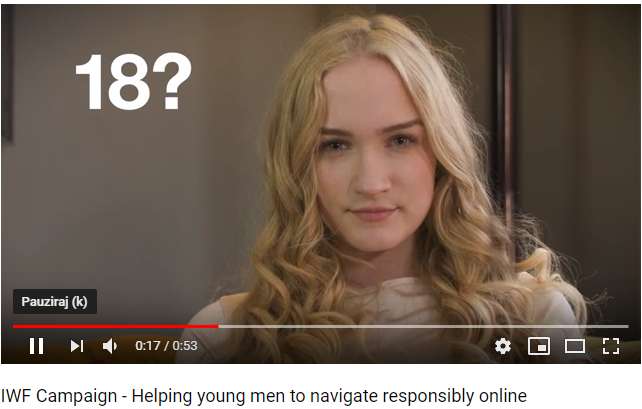 18?
Pauziraj (k)
0:17 / 0:53
IWF Campaign - Helping young men to navigate responsibly online